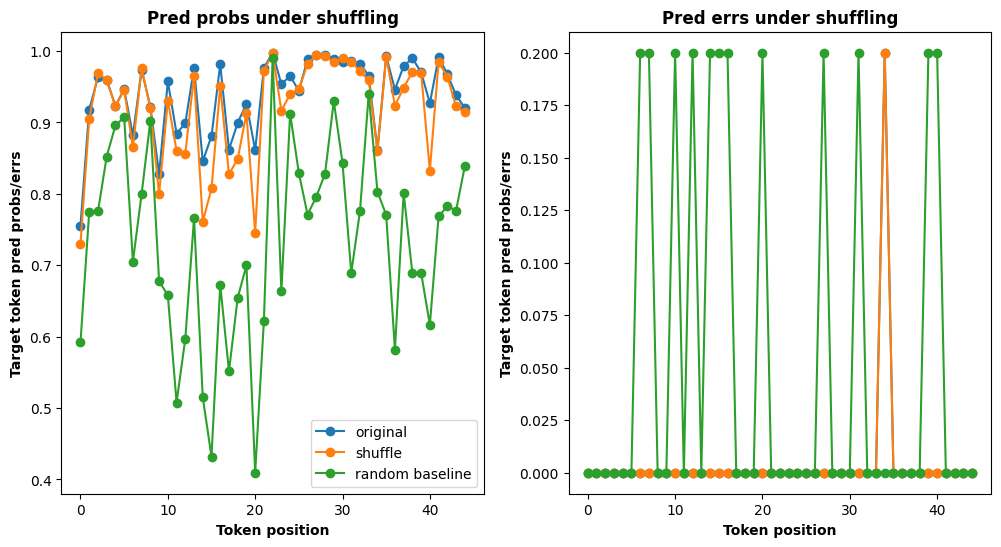 Pred probs under shuffling
Target token pred probs/errs
1.0
0.9
0.8
0.7
0.6
0.5
0.4
0
10
20
30
40
Token position
original
shuffle
random baseline
Pred errs under shuffling
Target token pred probs/errs
0.200
0.175
0.150
0.125
0.100
0.075
0.050
0.025
0.000
0
10
20
30
40
Token position